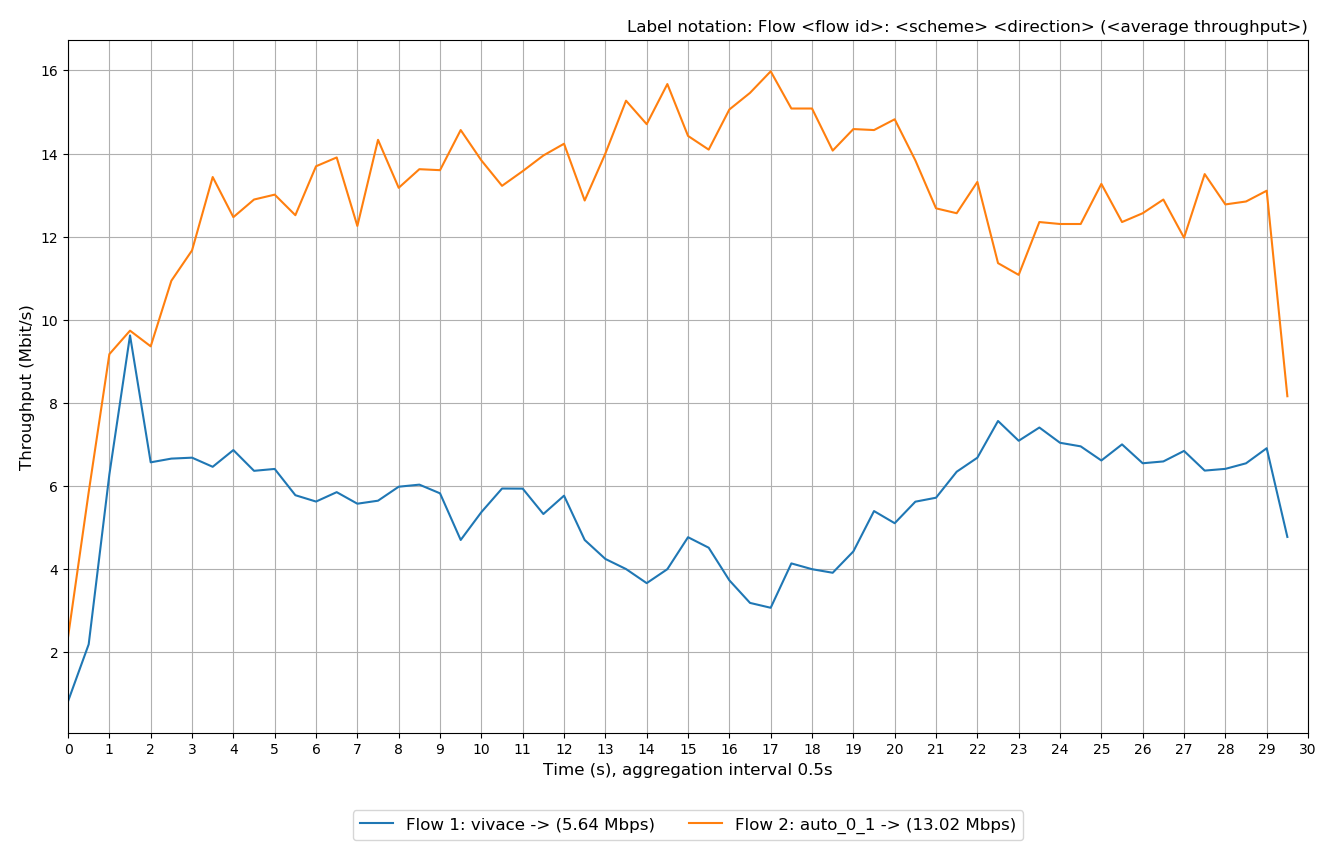 Label notation: Flow <flow id>: <scheme> <direction> (<average throughput>)
16
14
12
10
8
6
4
2
Throughput (Mbit/s)
0 1 2 3 4 5 6 7 8 9 10 11 12 13 14 15 16 17 18 19 20 21 22 23 24 25 26 27 28 29 30
Time (s), aggregation interval 0.5s
Flow 1: vivace -> (5.64 Mbps) Flow 2: auto_0_1 -> (13.02 Mbps)